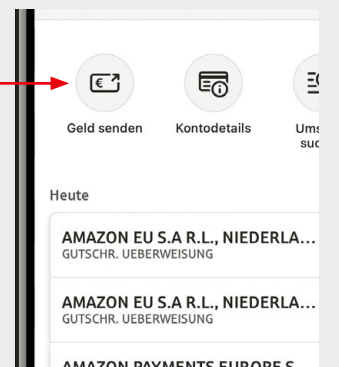 Geld senden
Kontodetails
Heute
AMAZON EU S.A R.L., NIEDERLA...
GUTSCHR. UEBERWEISUNG
AMAZON EU S.A R.L., NIEDERLA...
GUTSCHR. UEBERWEISUNG
AMAZON PAYMENTS EUROPE S